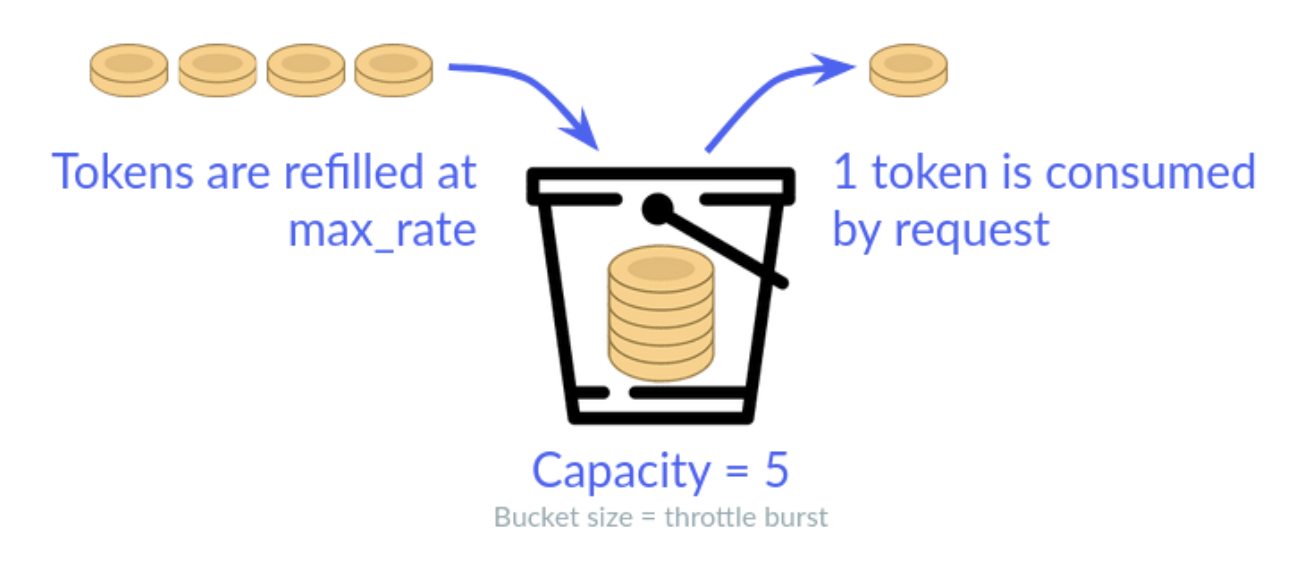 Tokens are refilled at
max_rate
1 token is consumed
by request
Capacity = 5
Bucket size = throttle burst